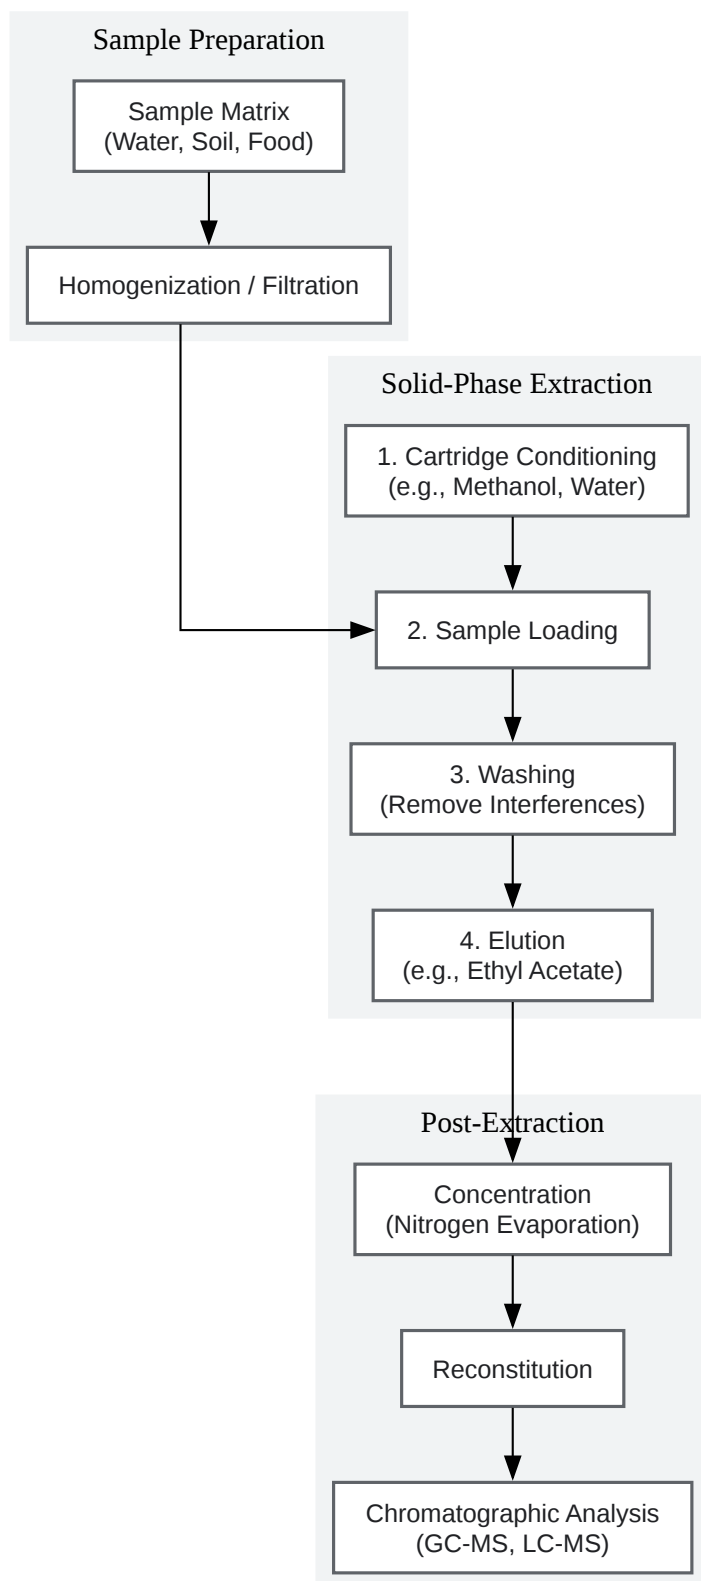 Sample Preparation
Sample Matrix
(Water, Soil, Food)
Homogenization / Filtration
Solid-Phase Extraction
1. Cartridge Conditioning
(e.g., Methanol, Water)
2. Sample Loading
3. Washing
(Remove Interferences)
4. Elution
(e.g., Ethyl Acetate)
Post-Extraction
Concentration
(Nitrogen Evaporation)
Reconstitution
Chromatographic Analysis
(GC-MS, LC-MS)